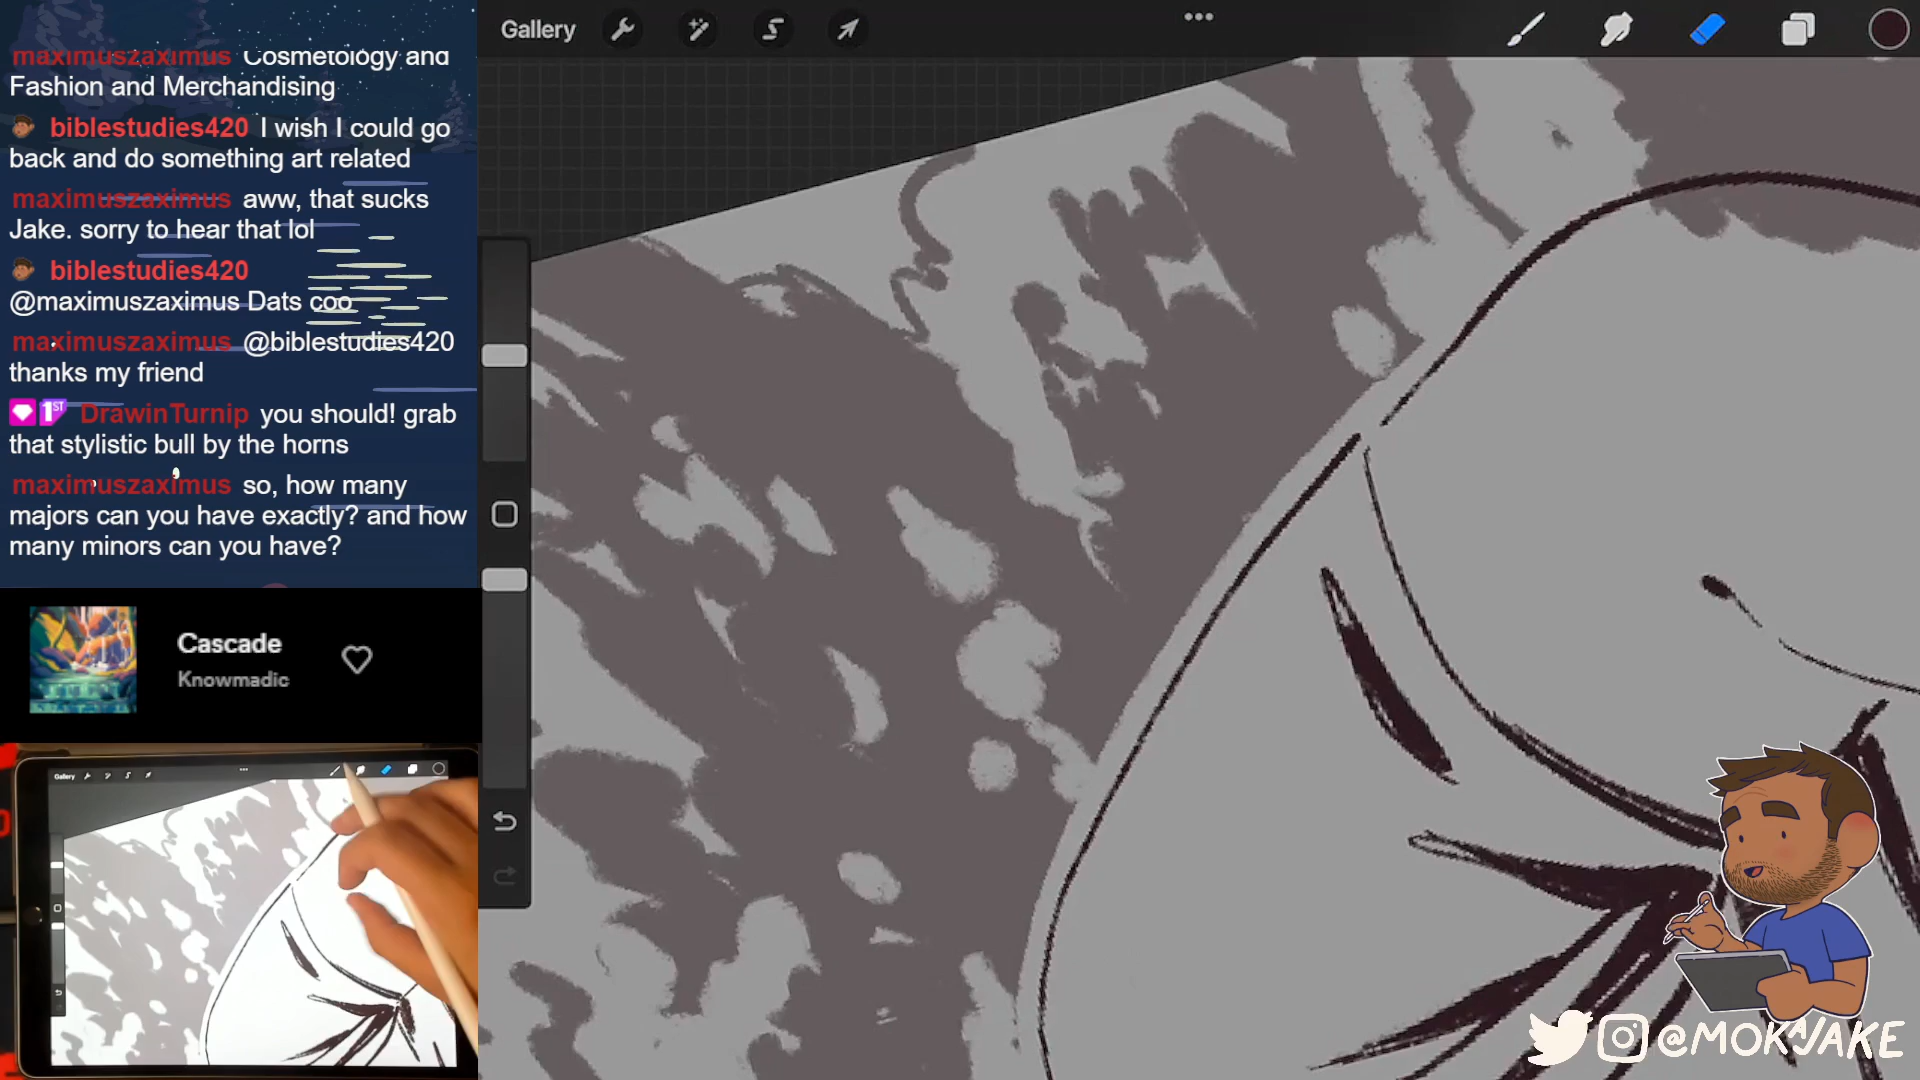 maximuszaximus Cosmetology and
Fashion and Merchandising
biblestudies420 I wish I could go
back and do something art related
maximuszaximus aww, that sucks
Jake. sorry to hear that lol
biblestudies420
@maximuszaximus Dats coo
maximuszaximus @biblestudies420
thanks my friend
1ST DrawinTurnip you should! grab
that stylistic bull by the horns
maximuszaximus so, how many
majors can you have exactly? and how
many minors can you have?
Cascade
Knowmadic
Gallery
Gallery
@MOKAJAKE